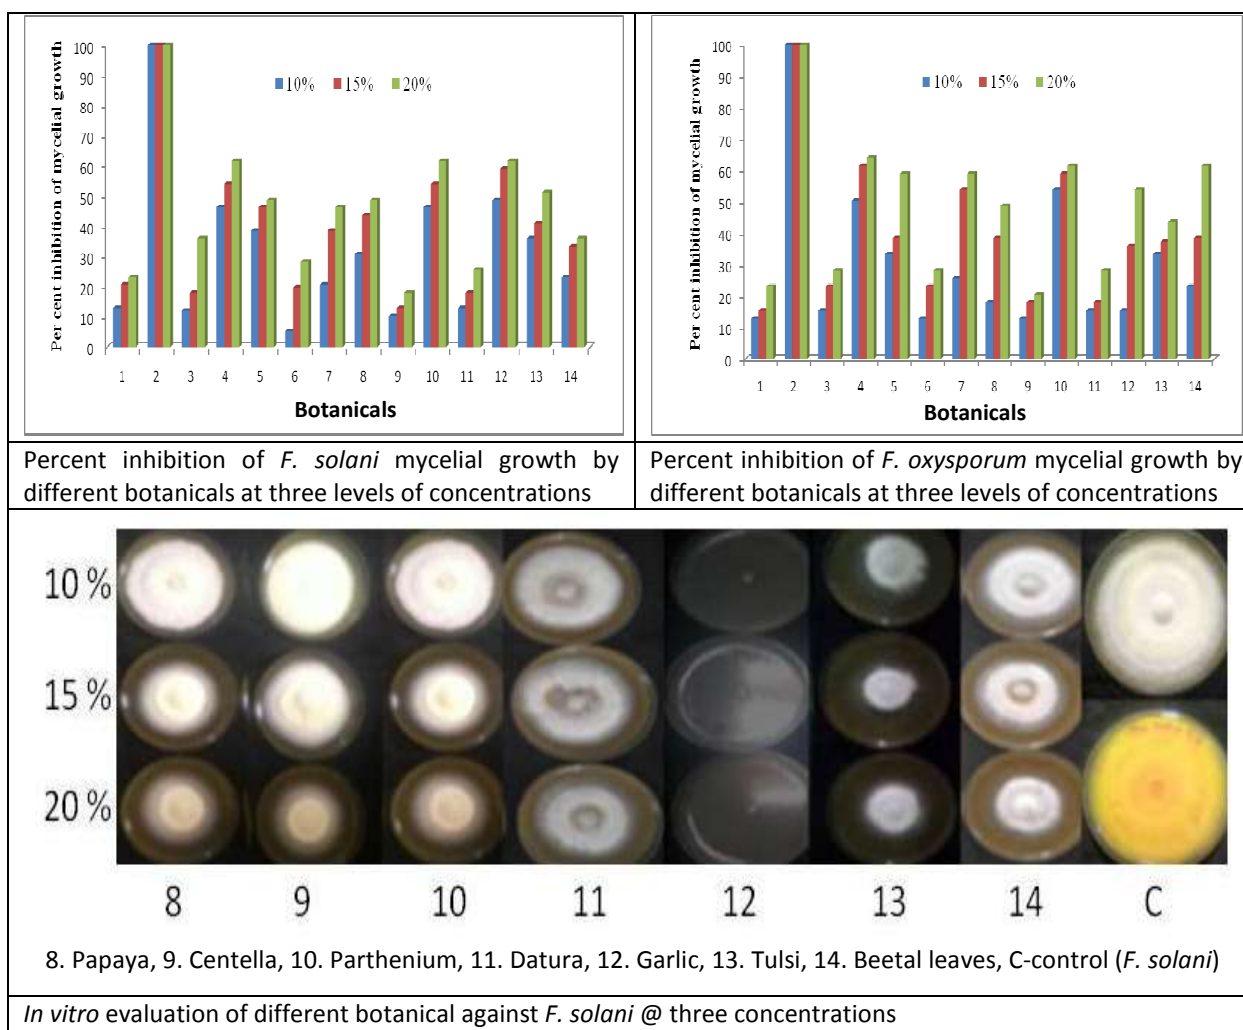 Per cent inhibition of mycelial growth
100
90
80
70
60
50
40
30
20
10
0
10% 15% 20%
1 2 3 4 5 6 7 8 9 10 11 12 13 14
Botanicals
Per cent inhibition of mycelial growth
100
90
80
70
60
50
40
30
20
10
0
10% 15% 20%
1 2 3 4 5 6 7 8 9 10 11 12 13 14
Botanicals
Percent inhibition of F. solani mycelial growth by
different botanicals at three levels of concentrations
Percent inhibition of F. oxysporum mycelial growth by
different botanicals at three levels of concentrations
10 %
15 %
20 %
8 9 10 11 12 13 14 C
8. Papaya, 9. Centella, 10. Parthenium, 11. Datura, 12. Garlic, 13. Tulsi, 14. Beetal leaves, C-control (F. solani)
In vitro evaluation of different botanical against F. solani @ three concentrations